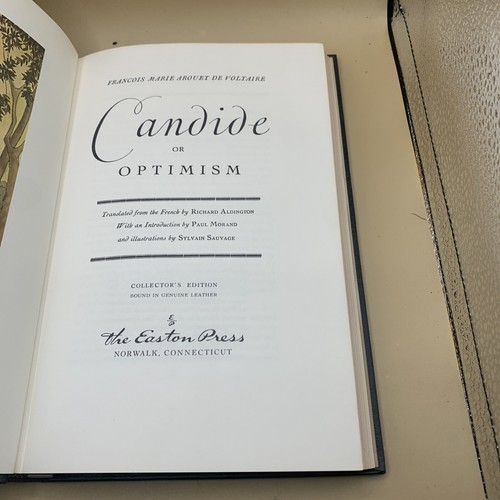 FRANCOIS MARIE AROUET DE VOLTAIRE
Candide
OR
OPTIMISM
Translated from the French by RICHARD ALDINGTON
With an Introduction by PAUL MORAND
and illustrations by SYLVAIN SAUVAGE
COLLECTOR'S EDITION
BOUND IN GENUINE LEATHER
the Easton Press
NORWALK, CONNECTICUT